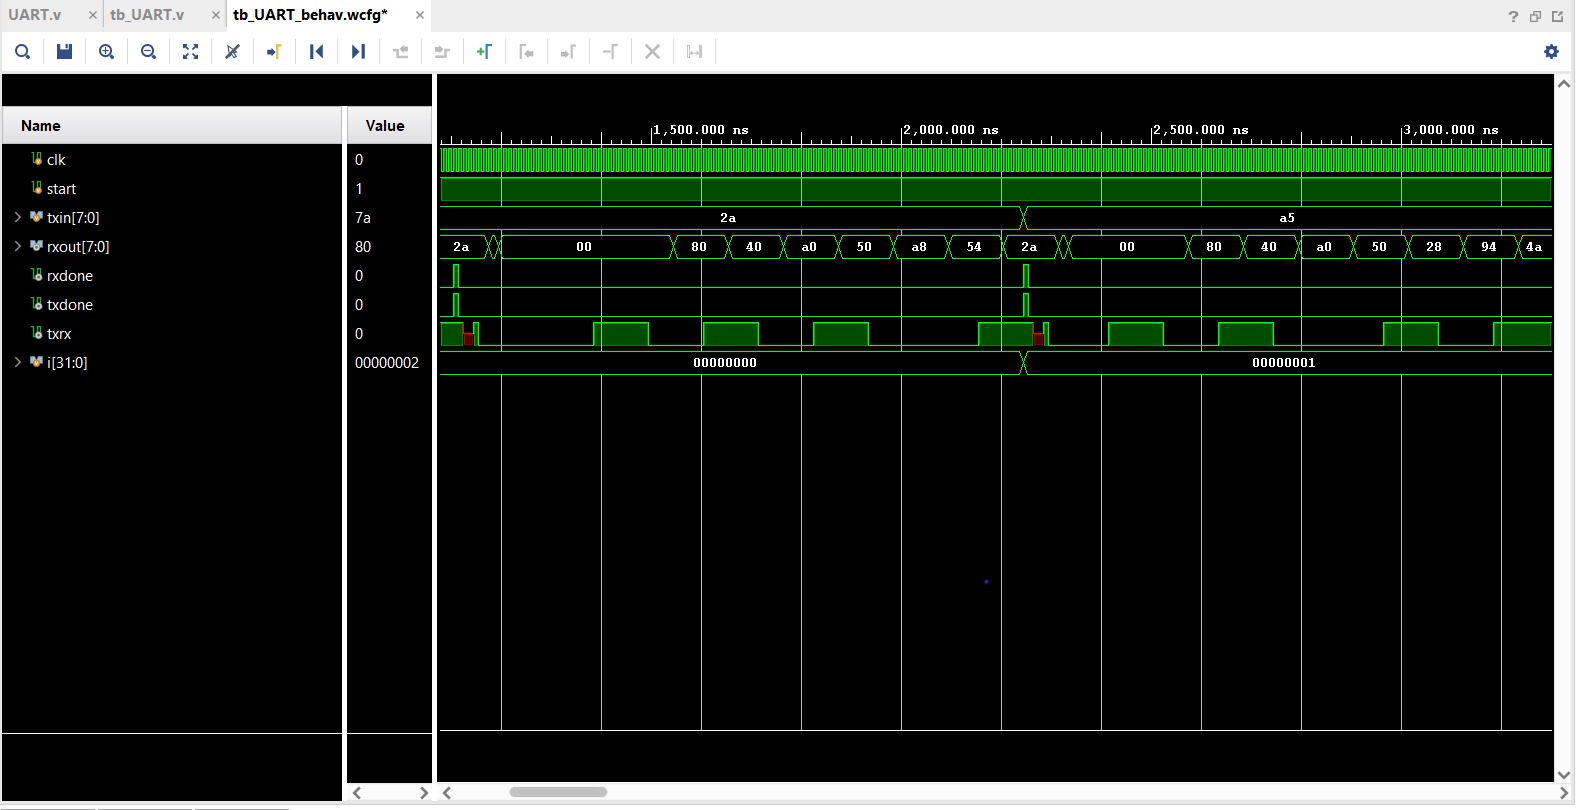 UART.v × tb_UART.v × tb_UART_behav.wcfg* ×
?
Name Value
1,500.000 ns 2,000.000 ns 2,500.000 ns 3,000.000 ns
clk 0
start 1
txin[7:0] 7a 2a a5
rxout[7:0] 80 2a 00 80 40 a0 50 a8 54 2a 00 80 40 a0 50 28 94 4a
rxdone 0
txdone 0
txrx 0
i[31:0] 00000002 00000000 00000001